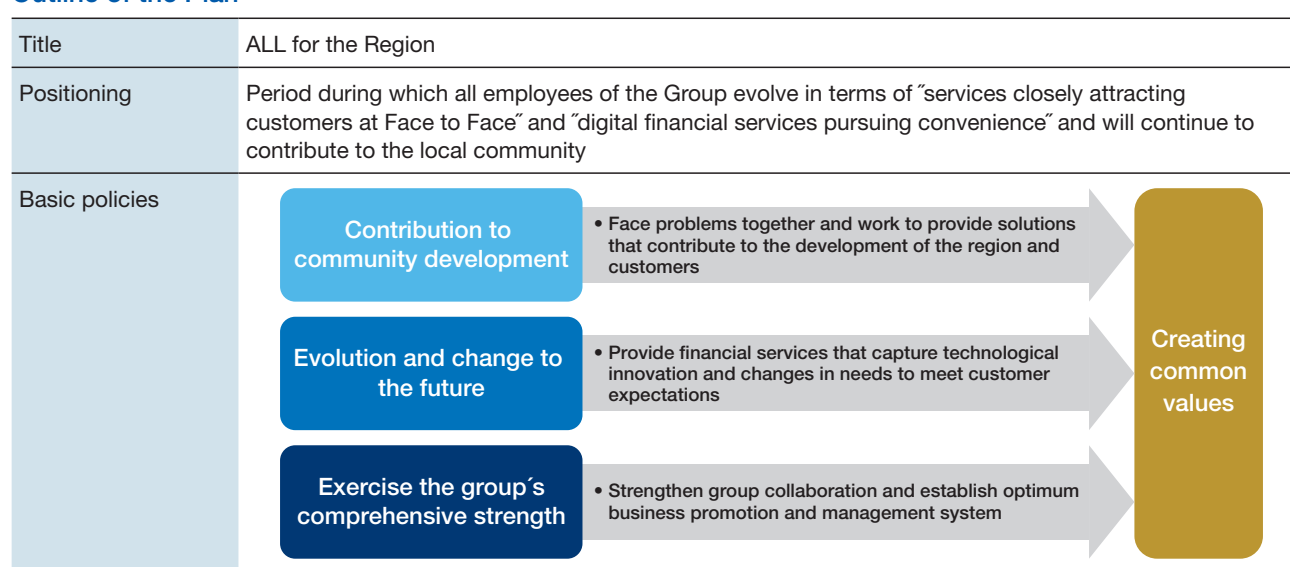 Outline of the Plan
Title
ALL for the Region
Positioning
Period during which all employees of the Group evolve in terms of ˝services closely attracting
customers at Face to Face˝ and ˝digital financial services pursuing convenience˝ and will continue to
contribute to the local community
Basic policies
Contribution to
community development
• Face problems together and work to provide solutions
that contribute to the development of the region and
customers
Evolution and change to
the future
• Provide financial services that capture technological
innovation and changes in needs to meet customer
expectations
Exercise the group´s
comprehensive strength
• Strengthen group collaboration and establish optimum
business promotion and management system
Creating
common
values